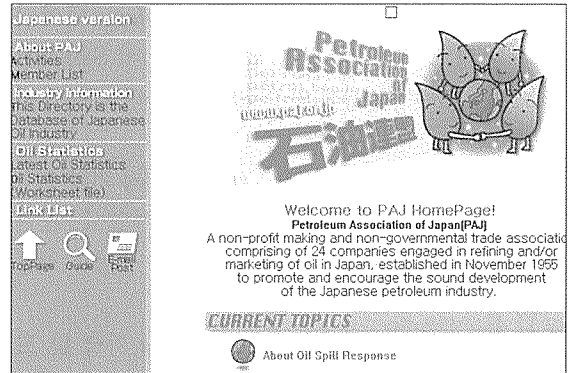 Japanese version
About PAJ
Activities
Member List
Industry Information
This Directory is the
Database of Japanese
Oil Industry
Oil Statistics
Latest Oil Statistics
Oil Statistics
(Worksheet file)
Link List
TopPage Guide E-mail
Post
Petroleum
Association
of
Japan
www.paj.gr.jp
石油連盟
Welcome to PAJ HomePage!
Petroleum Association of Japan[PAJ]
A non-profit making and non-governmental trade associatio
comprising of 24 companies engaged in refining and/or
marketing of oil in Japan, established in November 1955
to promote and encourage the sound development
of the Japanese petroleum industry.
CURRENT TOPICS
About Oil Spill Response